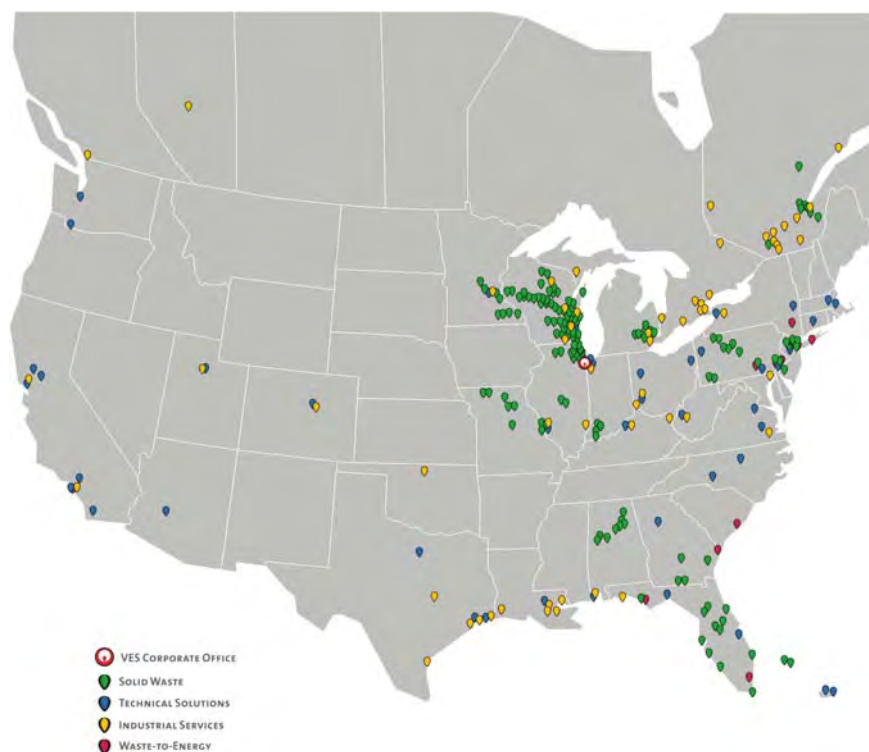 VES Corporate Office
Solid Waste
Technical Solutions
Industrial Services
Waste-to-Energy